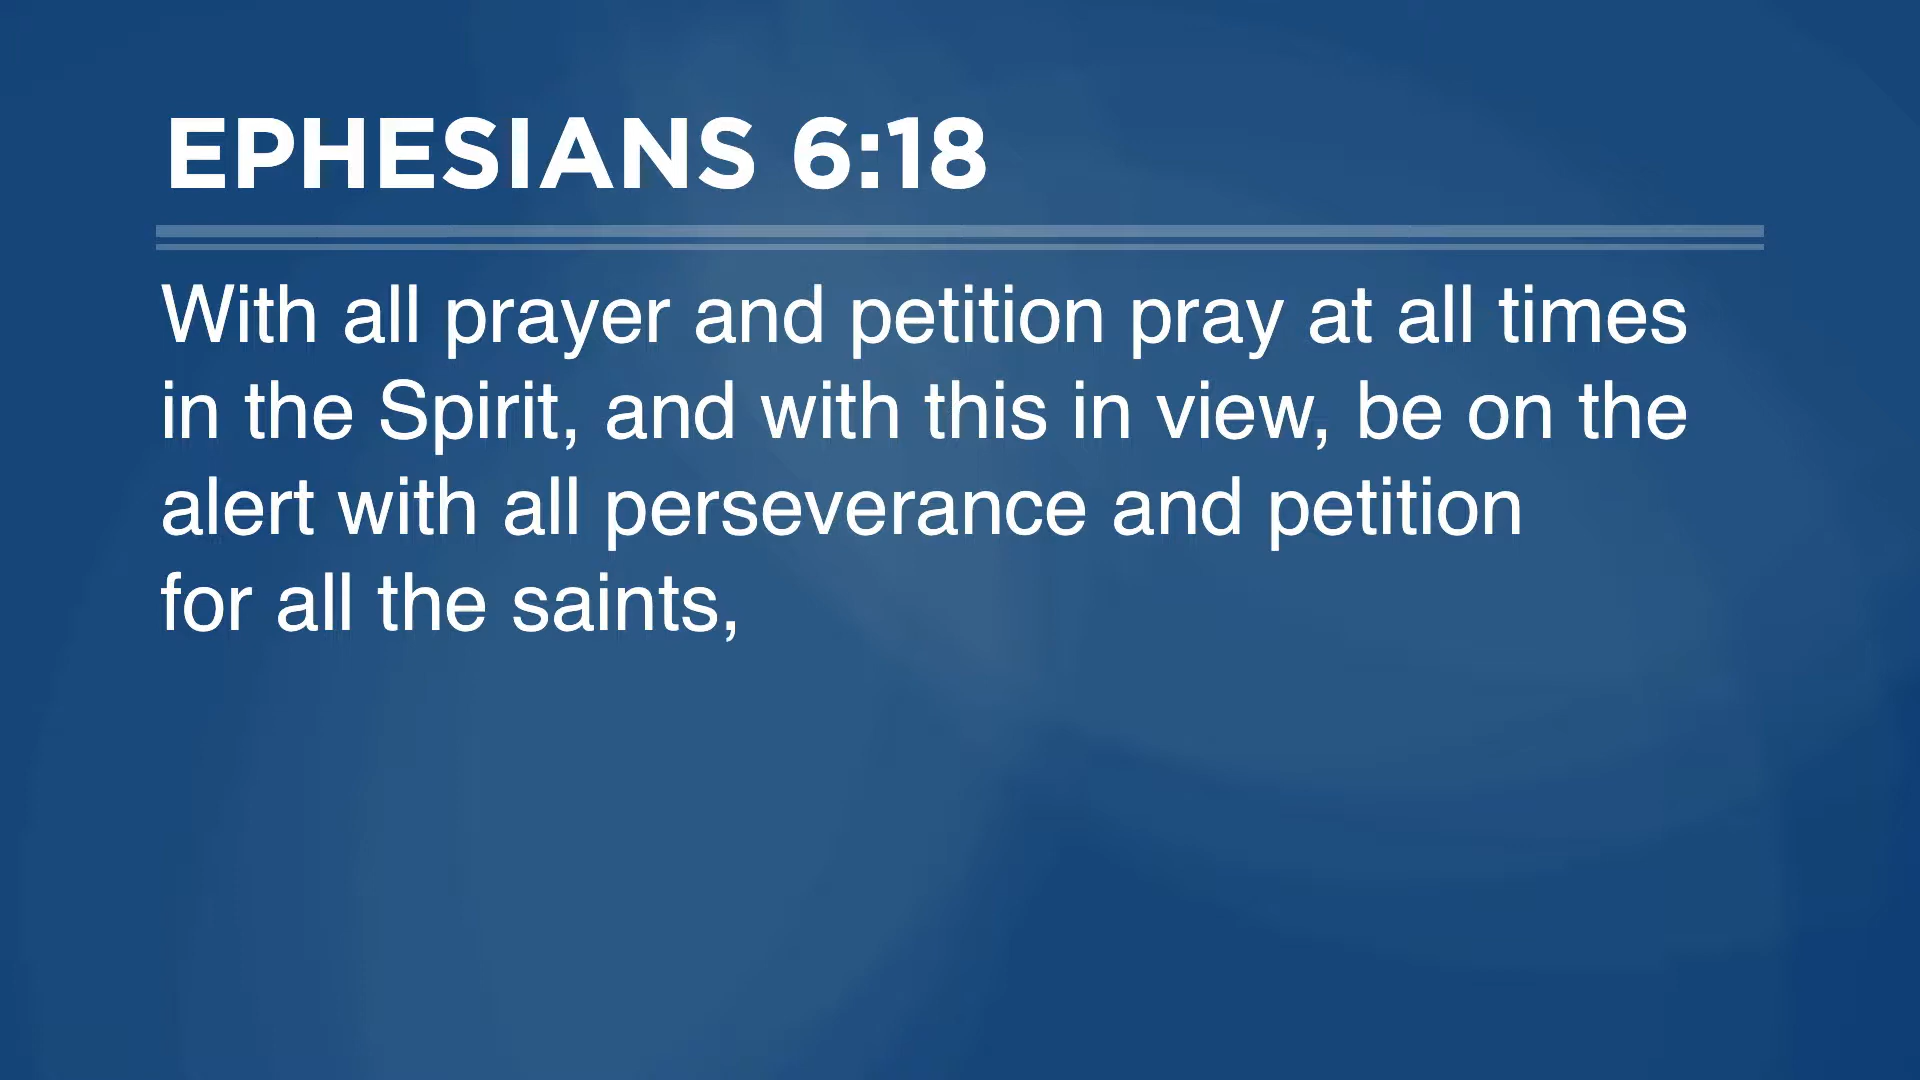 EPHESIANS 6:18
With all prayer and petition pray at all times
in the Spirit, and with this in view, be on the
alert with all perseverance and petition
for all the saints,